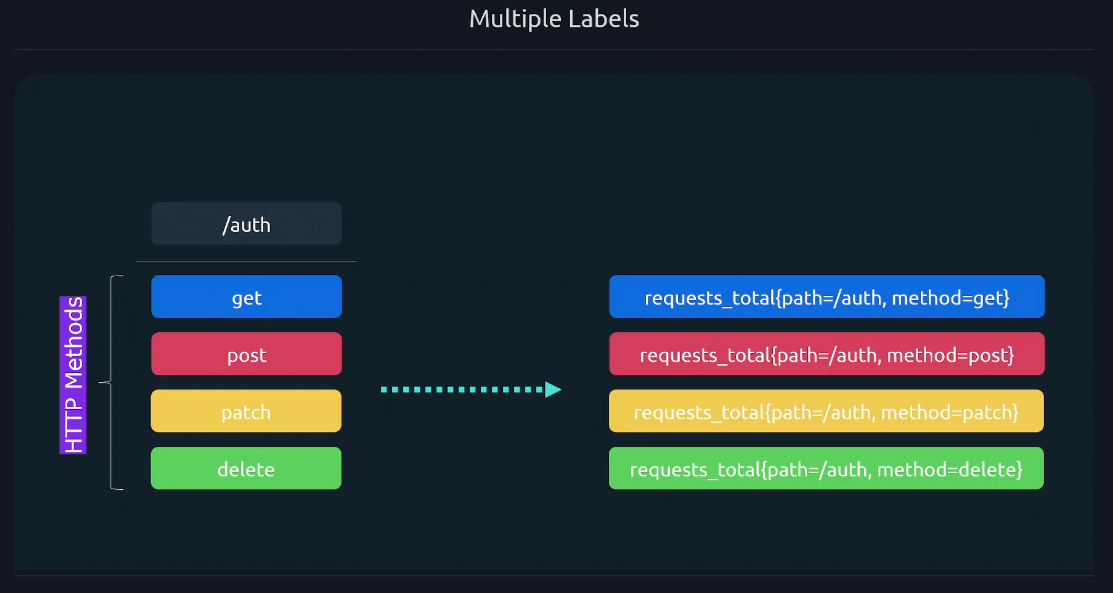 Multiple Labels
/auth
HTTP Methods
get
post
patch
delete
requests_total{path=/auth, method=get}
requests_total{path=/auth, method=post}
requests_total{path=/auth, method=patch}
requests_total{path=/auth, method=delete}